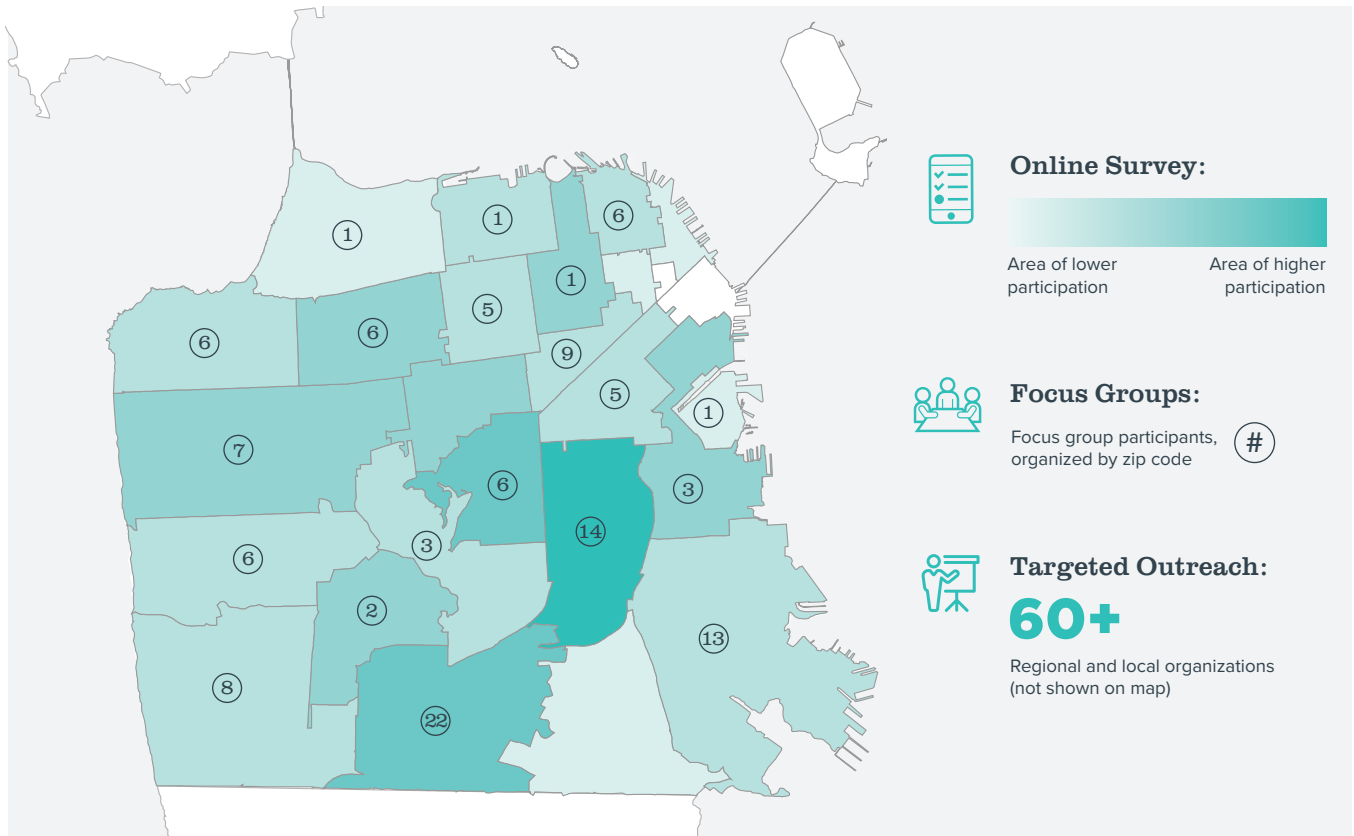 Online Survey:
Area of lower
participation
Area of higher
participation
Focus Groups:
Focus group participants,
organized by zip code
#
Targeted Outreach:
60+
Regional and local organizations
(not shown on map)
1
1
6
1
5
6
6
9
5
1
7
6
3
14
3
6
2
13
8
22